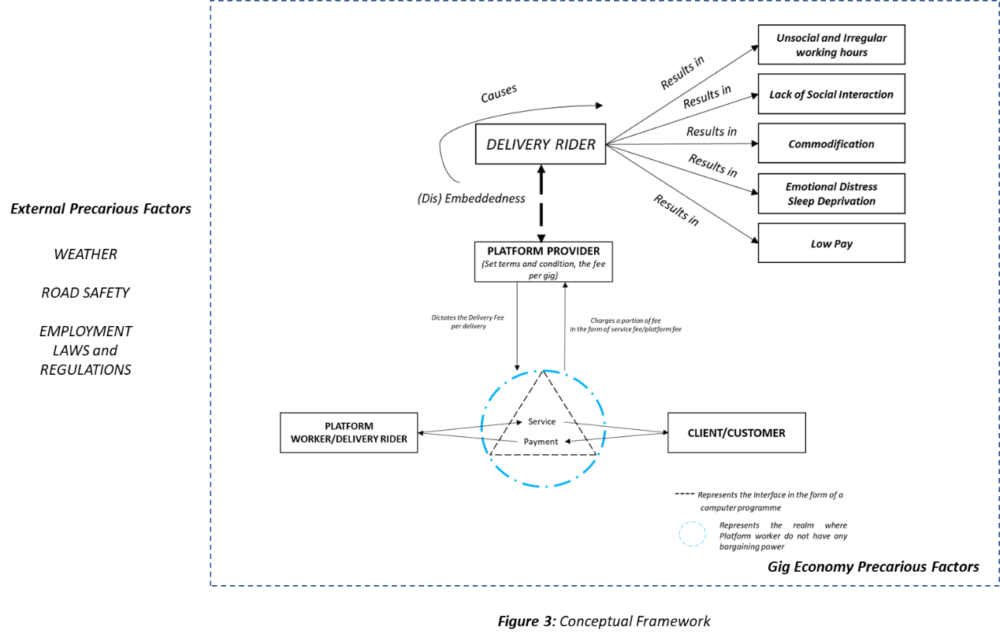 External Precarious Factors
WEATHER
ROAD SAFETY
EMPLOYMENT
LAWS and
REGULATIONS
Causes
DELIVERY RIDER
(Dis) Embeddedness
Results in
Results in
Results in
Results in
Results in
Unsocial and Irregular
working hours
Lack of Social Interaction
Commodification
Emotional Distress
Sleep Deprivation
Low Pay
PLATFORM PROVIDER
(Set terms and condition, the fee
per gig)
Dictates the Delivery Fee
per delivery
Charges a portion of fee
in the form of service fee/platform fee
PLATFORM
WORKER/DELIVERY RIDER
Service
Payment
CLIENT/CUSTOMER
Represents the Interface in the form of a
computer programme
Represents the realm where
Platform worker do not have any
bargaining power
Gig Economy Precarious Factors
Figure 3: Conceptual Framework